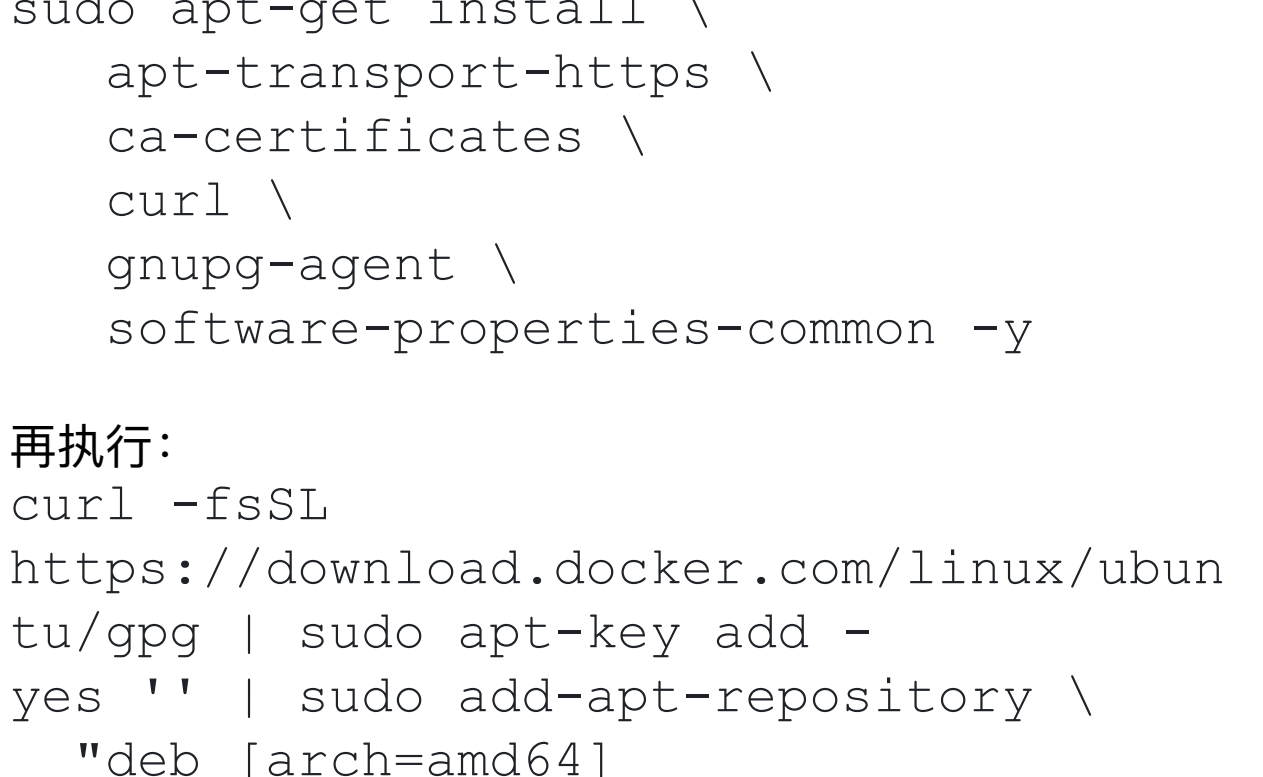 sudo apt-get install \
apt-transport-https \
ca-certificates \
curl \
gnupg-agent \
software-properties-common -y
再执行：
curl -fsSL
https://download.docker.com/linux/ubun
tu/gpg | sudo apt-key add -
yes '' | sudo add-apt-repository \
"deb [arch=amd64]